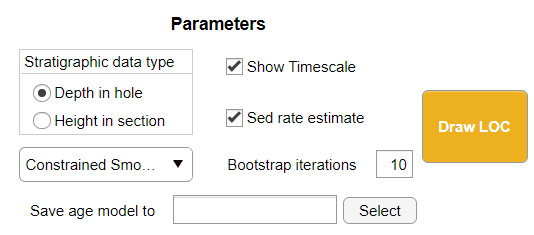 Parameters
Stratigraphic data type
Depth in hole
Height in section
Show Timescale
Sed rate estimate
Draw LOC
Constrained Smo...
Bootstrap iterations 10
Save age model to
Select